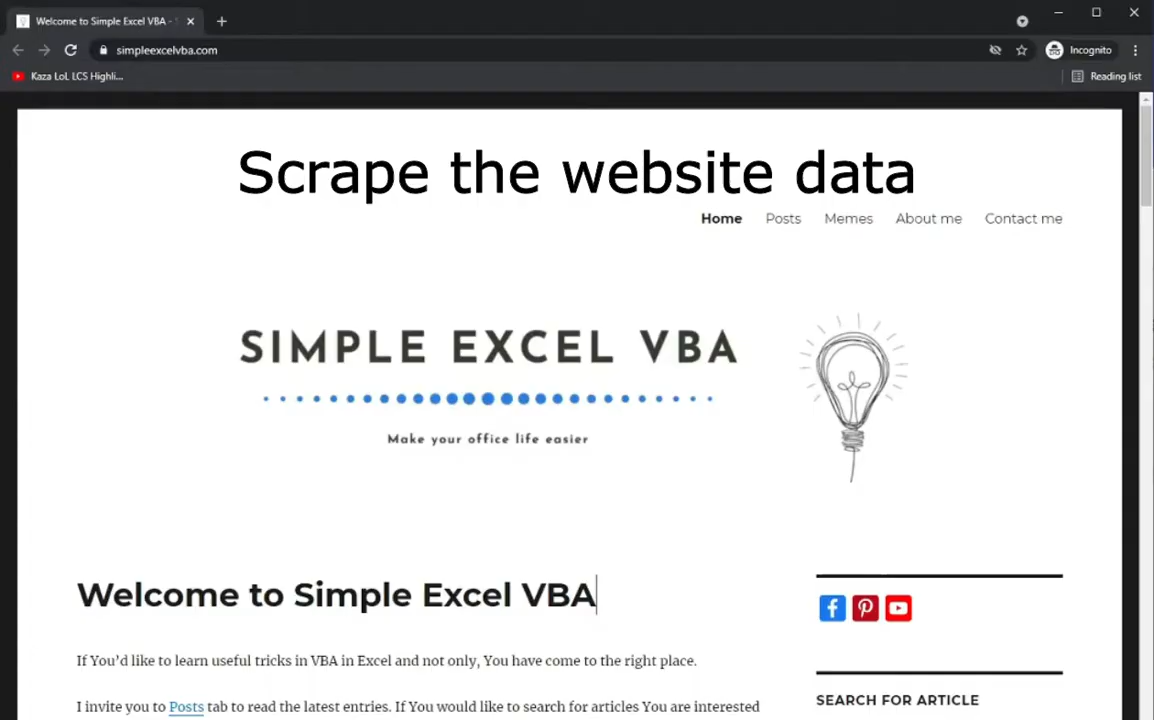 Welcome to Simple Excel VBA -
simpleexcelvba.com
Incognito
Kaza LoL LCS Highli...
Reading list
Scrape the website data
Home Posts Memes About me Contact me
SIMPLE EXCEL VBA
Make your office life easier
Welcome to Simple Excel VBA
If You’d like to learn useful tricks in VBA in Excel and not only, You have come to the right place.
SEARCH FOR ARTICLE
I invite you to Posts tab to read the latest entries. If You would like to search for articles You are interested